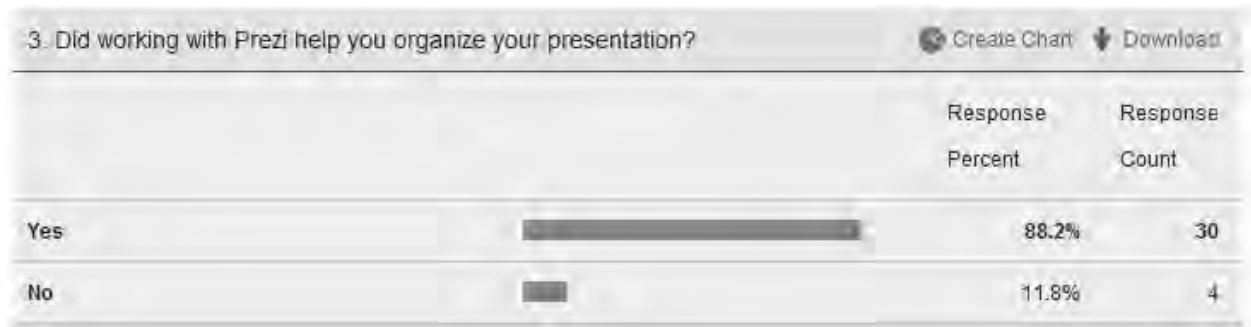 3. Did working with Prezi help you organize your presentation? Create Chart Download
Response Response
Percent Count
Yes 88.2% 30
No 11.8% 4